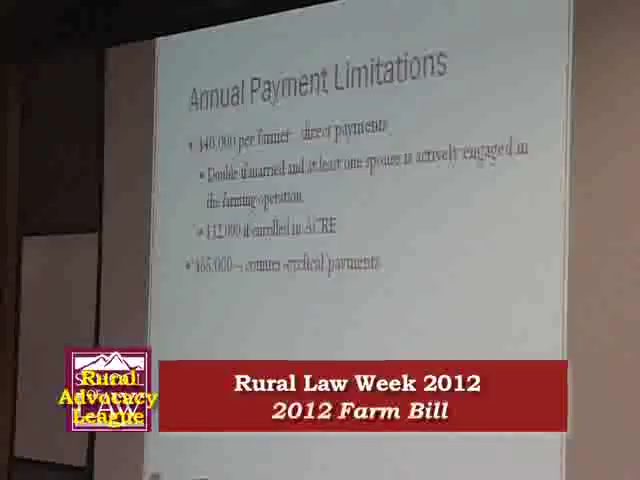 Annual Payment Limitations
$40,000 per farmer – direct payments
Double if married and at least one spouse is actively engaged in
the farming operation.
$32,000 if enrolled in ACRE
$65,000 – counter-cyclical payments
Rural
Advocacy
League
SCHOOL
LAW
Rural Law Week 2012
2012 Farm Bill